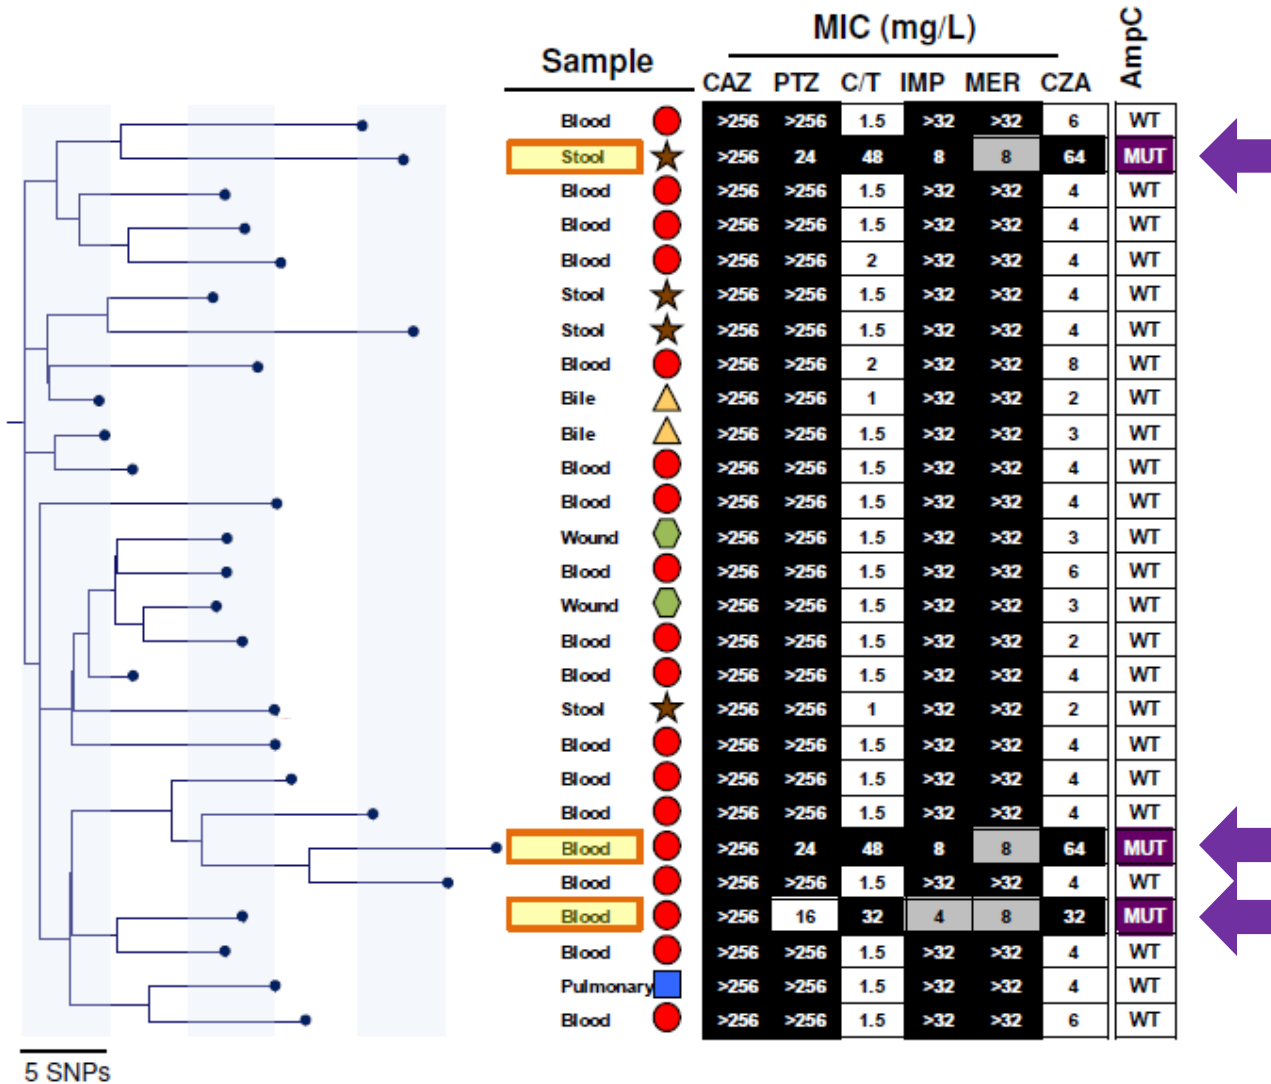 MIC (mg/L)
AmpC
Sample
CAZ PTZ C/T IMP MER CZA
Blood >256 >256 1.5 >32 >32 6 WT
Stool >256 24 48 8 8 64 MUT
Blood >256 >256 1.5 >32 >32 4 WT
Blood >256 >256 1.5 >32 >32 4 WT
Blood >256 >256 2 >32 >32 4 WT
Stool >256 >256 1.5 >32 >32 4 WT
Stool >256 >256 1.5 >32 >32 4 WT
Blood >256 >256 2 >32 >32 8 WT
Bile >256 >256 1 >32 >32 2 WT
Bile >256 >256 1.5 >32 >32 3 WT
Blood >256 >256 1.5 >32 >32 4 WT
Blood >256 >256 1.5 >32 >32 4 WT
Wound >256 >256 1.5 >32 >32 3 WT
Blood >256 >256 1.5 >32 >32 6 WT
Wound >256 >256 1.5 >32 >32 3 WT
Blood >256 >256 1.5 >32 >32 2 WT
Blood >256 >256 1.5 >32 >32 4 WT
Stool >256 >256 1 >32 >32 2 WT
Blood >256 >256 1.5 >32 >32 4 WT
Blood >256 >256 1.5 >32 >32 4 WT
Blood >256 >256 1.5 >32 >32 4 WT
Blood >256 24 48 8 8 64 MUT
Blood >256 >256 1.5 >32 >32 4 WT
Blood >256 16 32 4 8 32 MUT
Blood >256 >256 1.5 >32 >32 4 WT
Pulmonary >256 >256 1.5 >32 >32 4 WT
Blood >256 >256 1.5 >32 >32 6 WT
5 SNPs